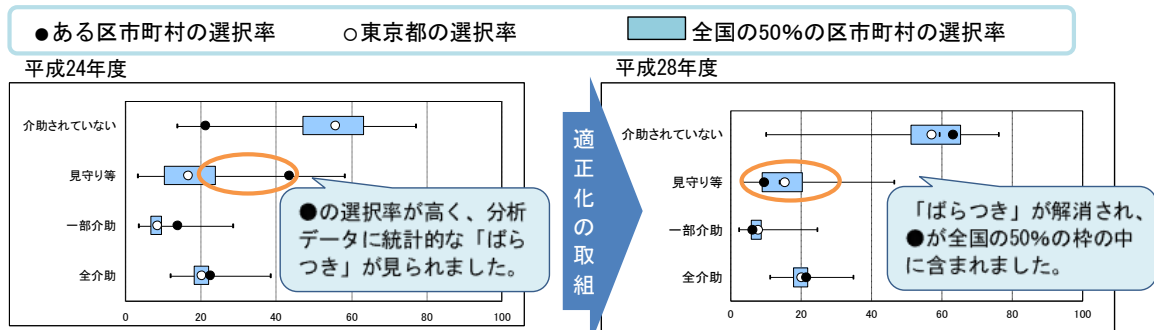 ●ある区市町村の選択率 ○東京都の選択率 全国の50%の区市町村の選択率
平成24年度
介助されていない
見守り等
一部介助
全介助
0 20 40 60 80 100
●の選択率が高く、分析
データに統計的な「ばら
つき」が見られました。
適正化の取組
平成28年度
介助されていない
見守り等
一部介助
全介助
0 20 40 60 80 100
「ばらつき」が解消され、
●が全国の50%の枠の中
に含まれました。